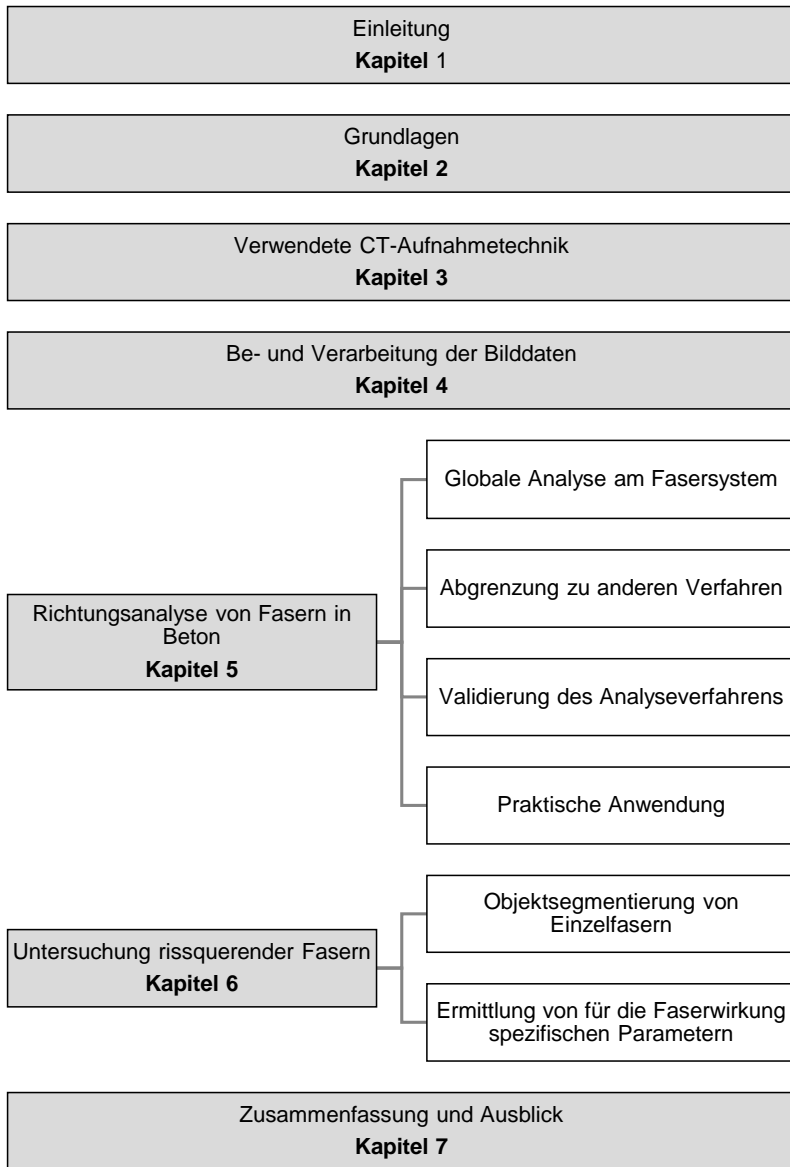 Einleitung
Kapitel 1
Grundlagen
Kapitel 2
Verwendete CT-Aufnahmetechnik
Kapitel 3
Be- und Verarbeitung der Bilddaten
Kapitel 4
Richtungsanalyse von Fasern in
Beton
Kapitel 5
Globale Analyse am Fasersystem
Abgrenzung zu anderen Verfahren
Validierung des Analyseverfahrens
Praktische Anwendung
Untersuchung rissquerender Fasern
Kapitel 6
Objektsegmentierung von
Einzelfasern
Ermittlung von für die Faserwirkung
spezifischen Parametern
Zusammenfassung und Ausblick
Kapitel 7